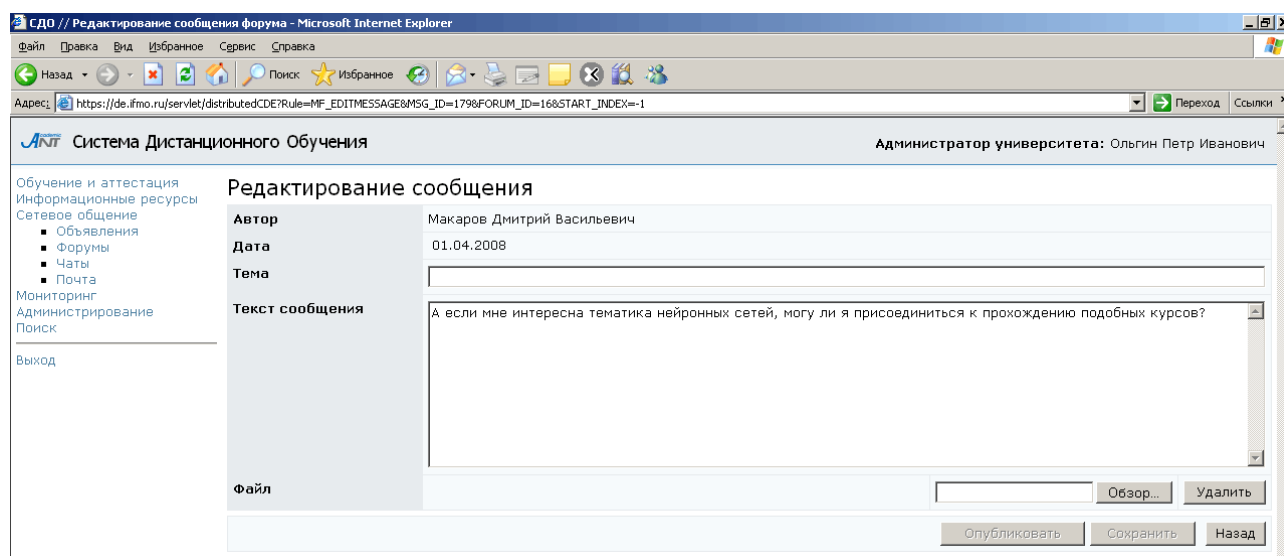 СДО // Редактирование сообщения форума - Microsoft Internet Explorer
Файл Правка Вид Избранное Сервис Справка
Назад Поиск Избранное
Адрес: https://de.ifmo.ru/servlet/distributedCDE?Rule=MF_EDITMESSAGE&MSG_ID=179&FORUM_ID=16&START_INDEX=-1 Переход Ссылки
Academic ANT Система Дистанционного Обучения
Администратор университета: Ольгин Петр Иванович
Обучение и аттестация
Информационные ресурсы
Сетевое общение
Объявления
Форумы
Чаты
Почта
Мониторинг
Администрирование
Поиск
Выход
Редактирование сообщения
Автор Макаров Дмитрий Васильевич
Дата 01.04.2008
Тема
Текст сообщения А если мне интересна тематика нейронных сетей, могу ли я присоединиться к прохождению подобных курсов?
Файл Обзор... Удалить
Опубликовать Сохранить Назад